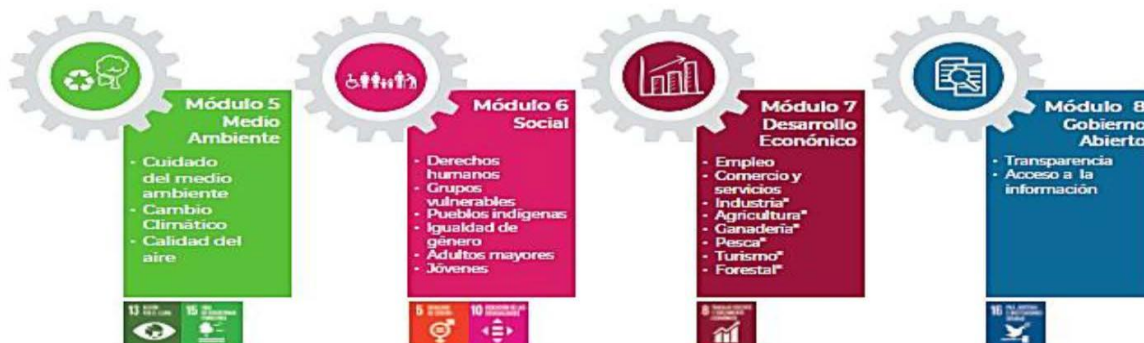 Módulo 5
Medio
Ambiente
- Cuidado
del medio
ambiente
- Cambio
Climático
- Calidad del
aire
Módulo 6
Social
- Derechos
humanos
- Grupos
vulnerables
- Pueblos indígenas
- Igualdad de
género
- Adultos mayores
- Jóvenes
Módulo 7
Desarrollo
Económico
- Empleo
- Comercio y
servicios
- Industria*
- Agricultura*
- Ganadería*
- Pesca*
- Turismo*
- Forestal*
Módulo 8
Gobierno
Abierto
- Transparencia
- Acceso a la
información
13
15
5
10
8
16